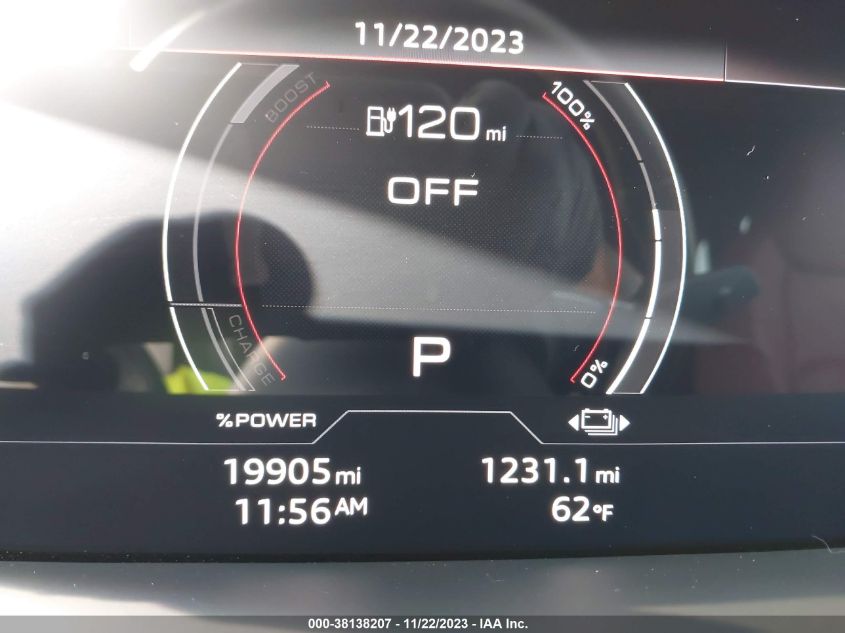 11/22/2023
BOOST
100%
120 mi
OFF
CHARGE
P
0%
%POWER
19905 mi 1231.1 mi
11:56 AM 62°F
000-38138207 - 11/22/2023 - IAA Inc.